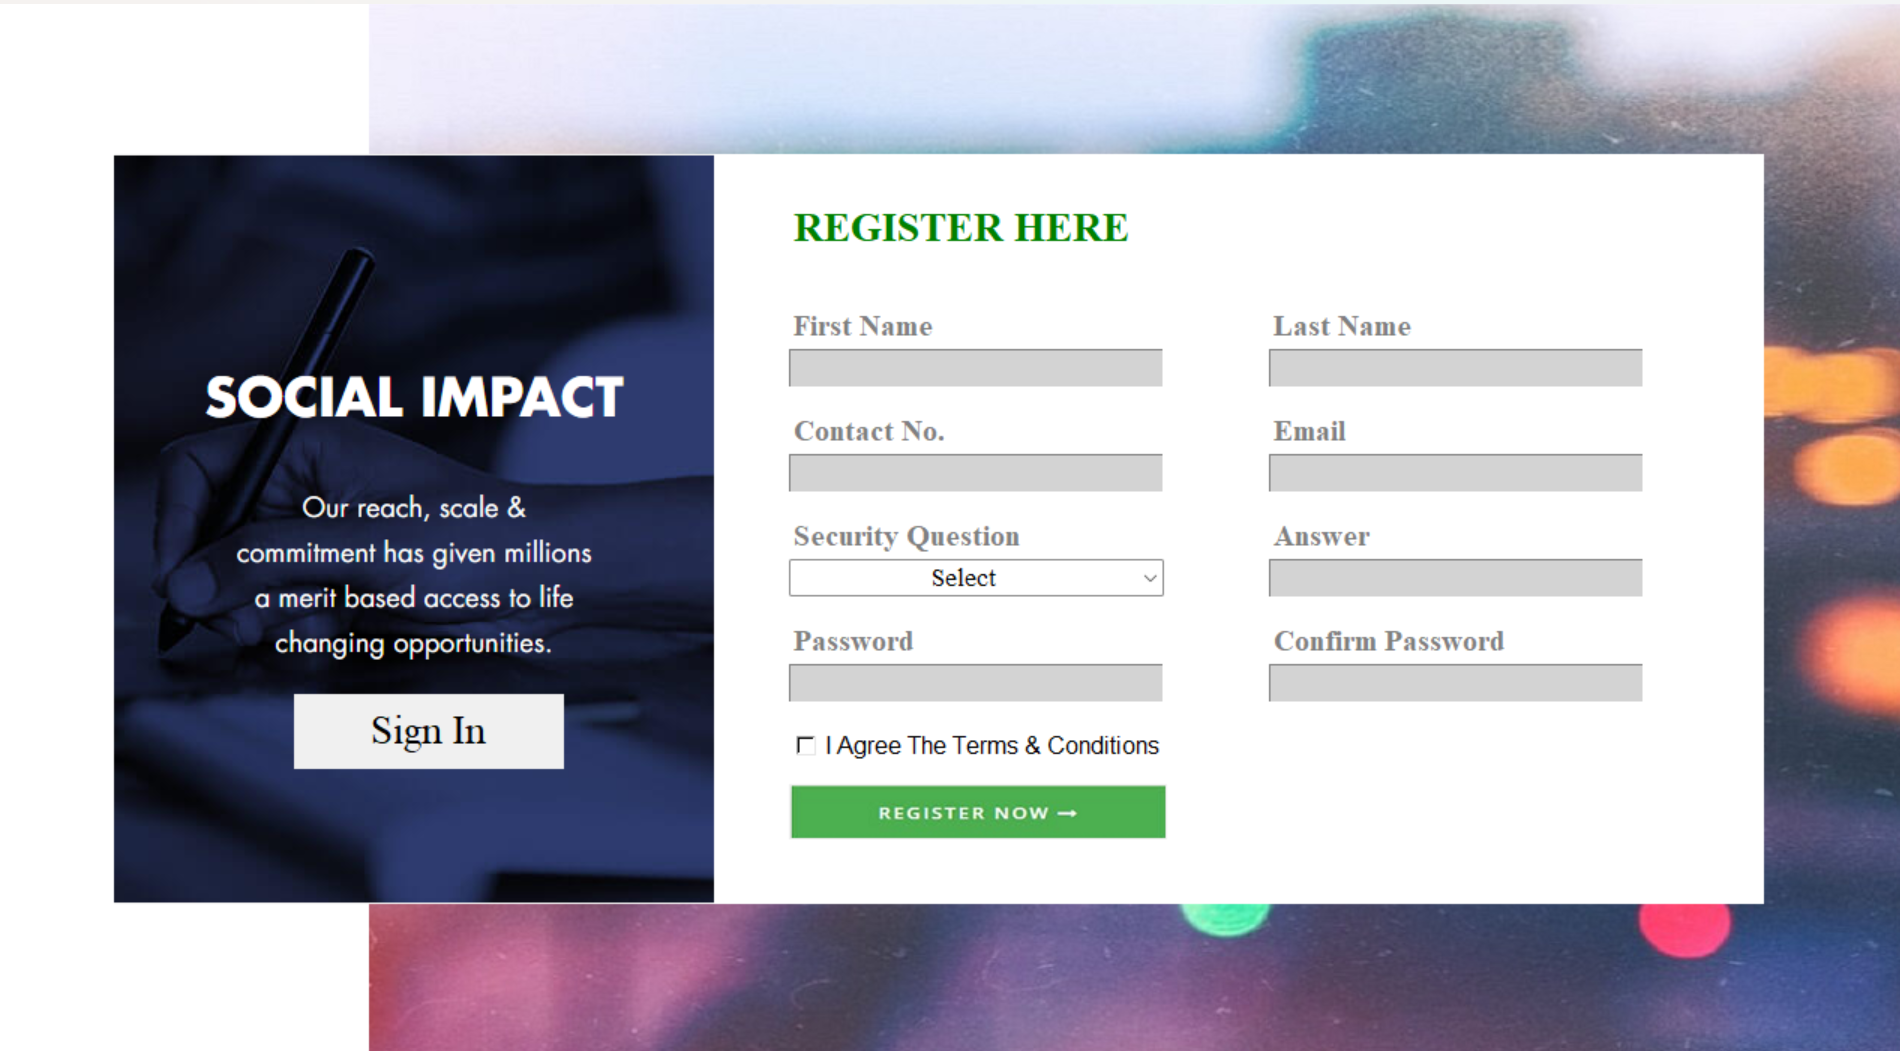 SOCIAL IMPACT
Our reach, scale &
commitment has given millions
a merit based access to life
changing opportunities.
Sign In
REGISTER HERE
First Name
Last Name
Contact No.
Email
Security Question
Answer
Select
Password
Confirm Password
I Agree The Terms & Conditions
REGISTER NOW →